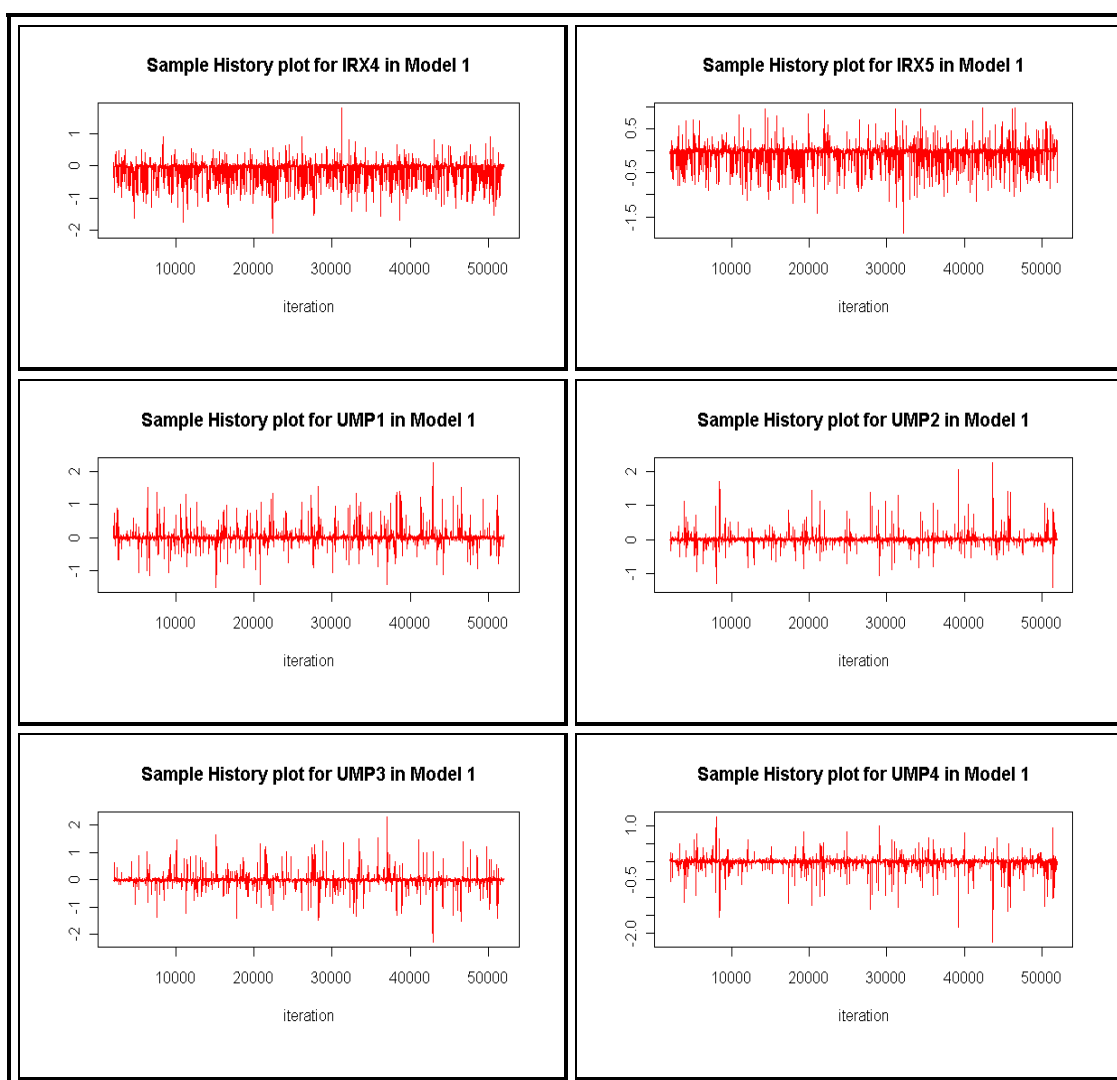 Sample History plot for IRX4 in Model 1
1
0
-1
-2
10000 20000 30000 40000 50000
iteration
Sample History plot for IRX5 in Model 1
0.5
-0.5
-1.5
10000 20000 30000 40000 50000
iteration
Sample History plot for UMP1 in Model 1
2
1
0
-1
10000 20000 30000 40000 50000
iteration
Sample History plot for UMP2 in Model 1
2
1
0
-1
10000 20000 30000 40000 50000
iteration
Sample History plot for UMP3 in Model 1
2
1
0
-1
-2
10000 20000 30000 40000 50000
iteration
Sample History plot for UMP4 in Model 1
1.0
-0.5
-2.0
10000 20000 30000 40000 50000
iteration